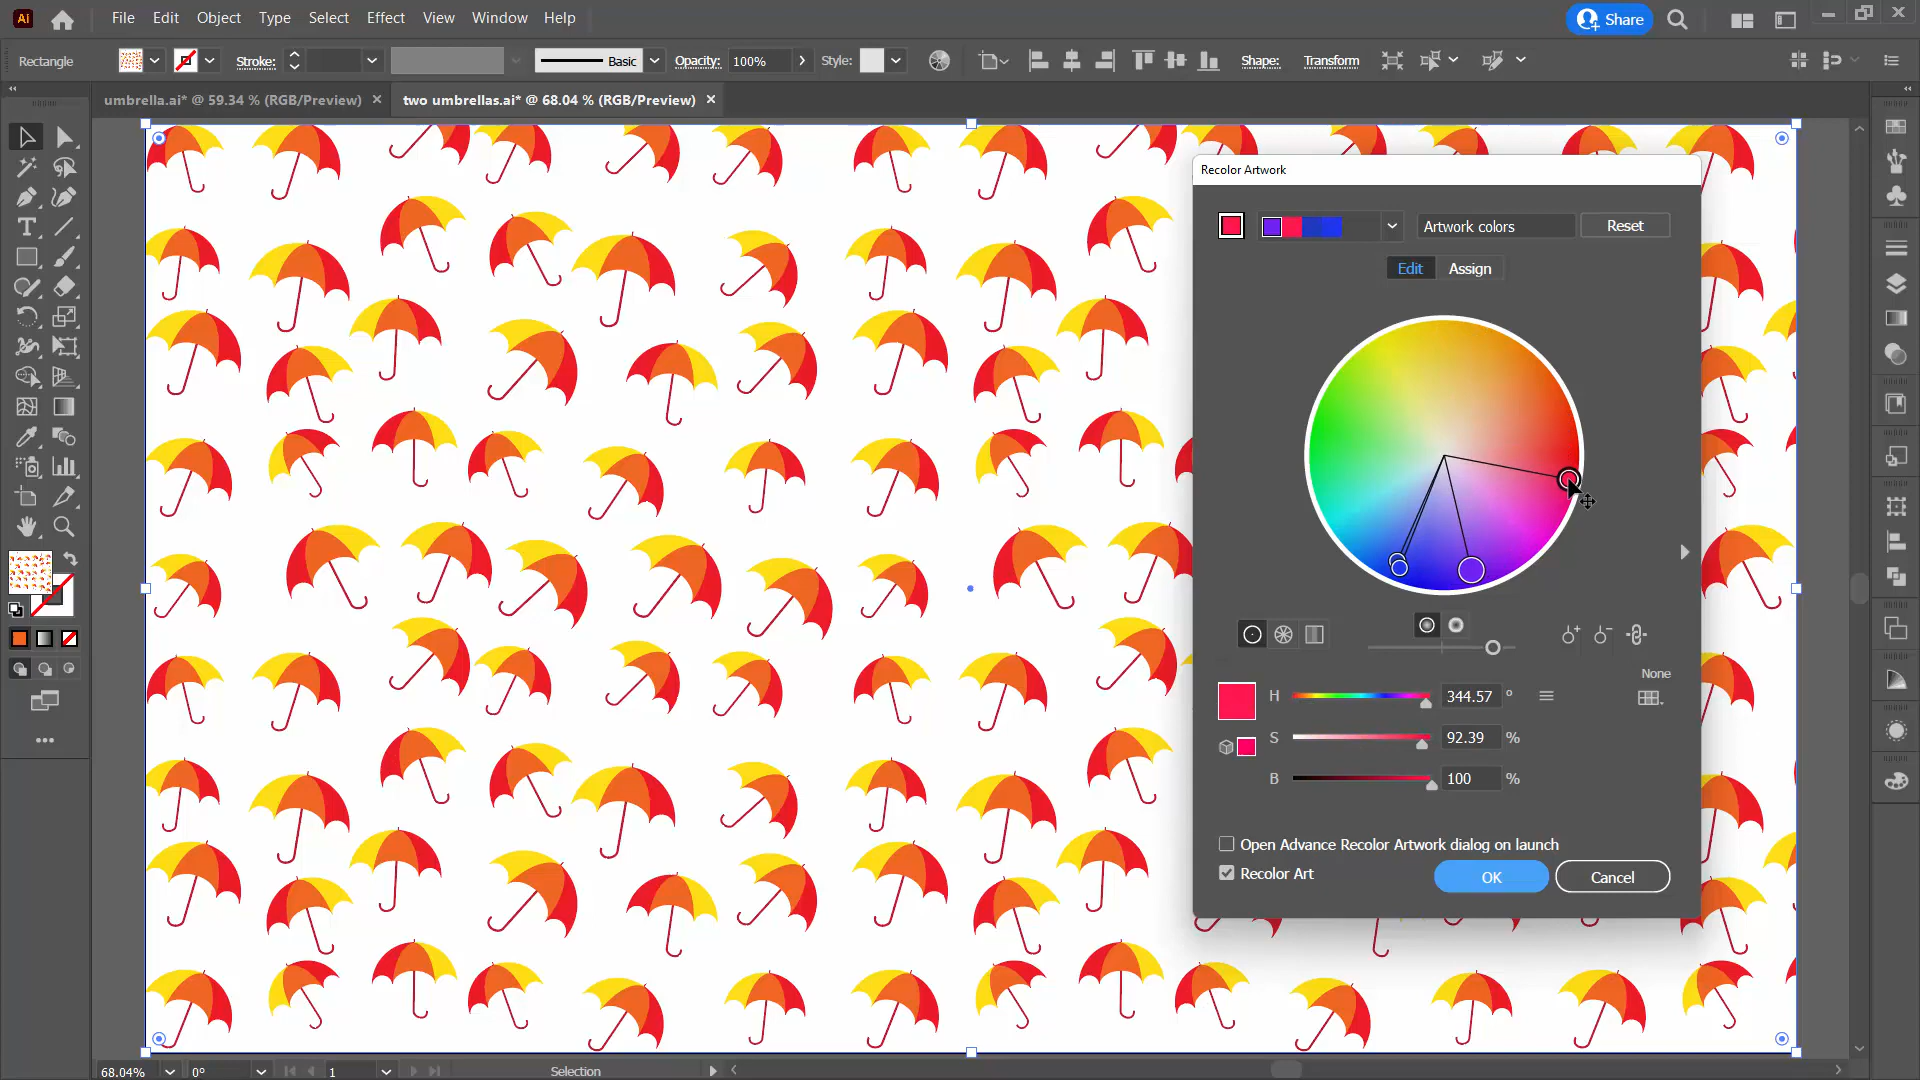 Ai File Edit Object Type Select Effect View Window Help Share
Rectangle Stroke: Basic Opacity: 100% Style: Shape: Transform
umbrella.ai* @ 59.34 % (RGB/Preview) × two umbrellas.ai* @ 68.04 % (RGB/Preview) ×
Recolor Artwork
Artwork colors Reset
Edit Assign
None
H 344.57 °
S 92.39 %
B 100 %
Open Advance Recolor Artwork dialog on launch
Recolor Art OK Cancel
68.04% 0° 1 Selection